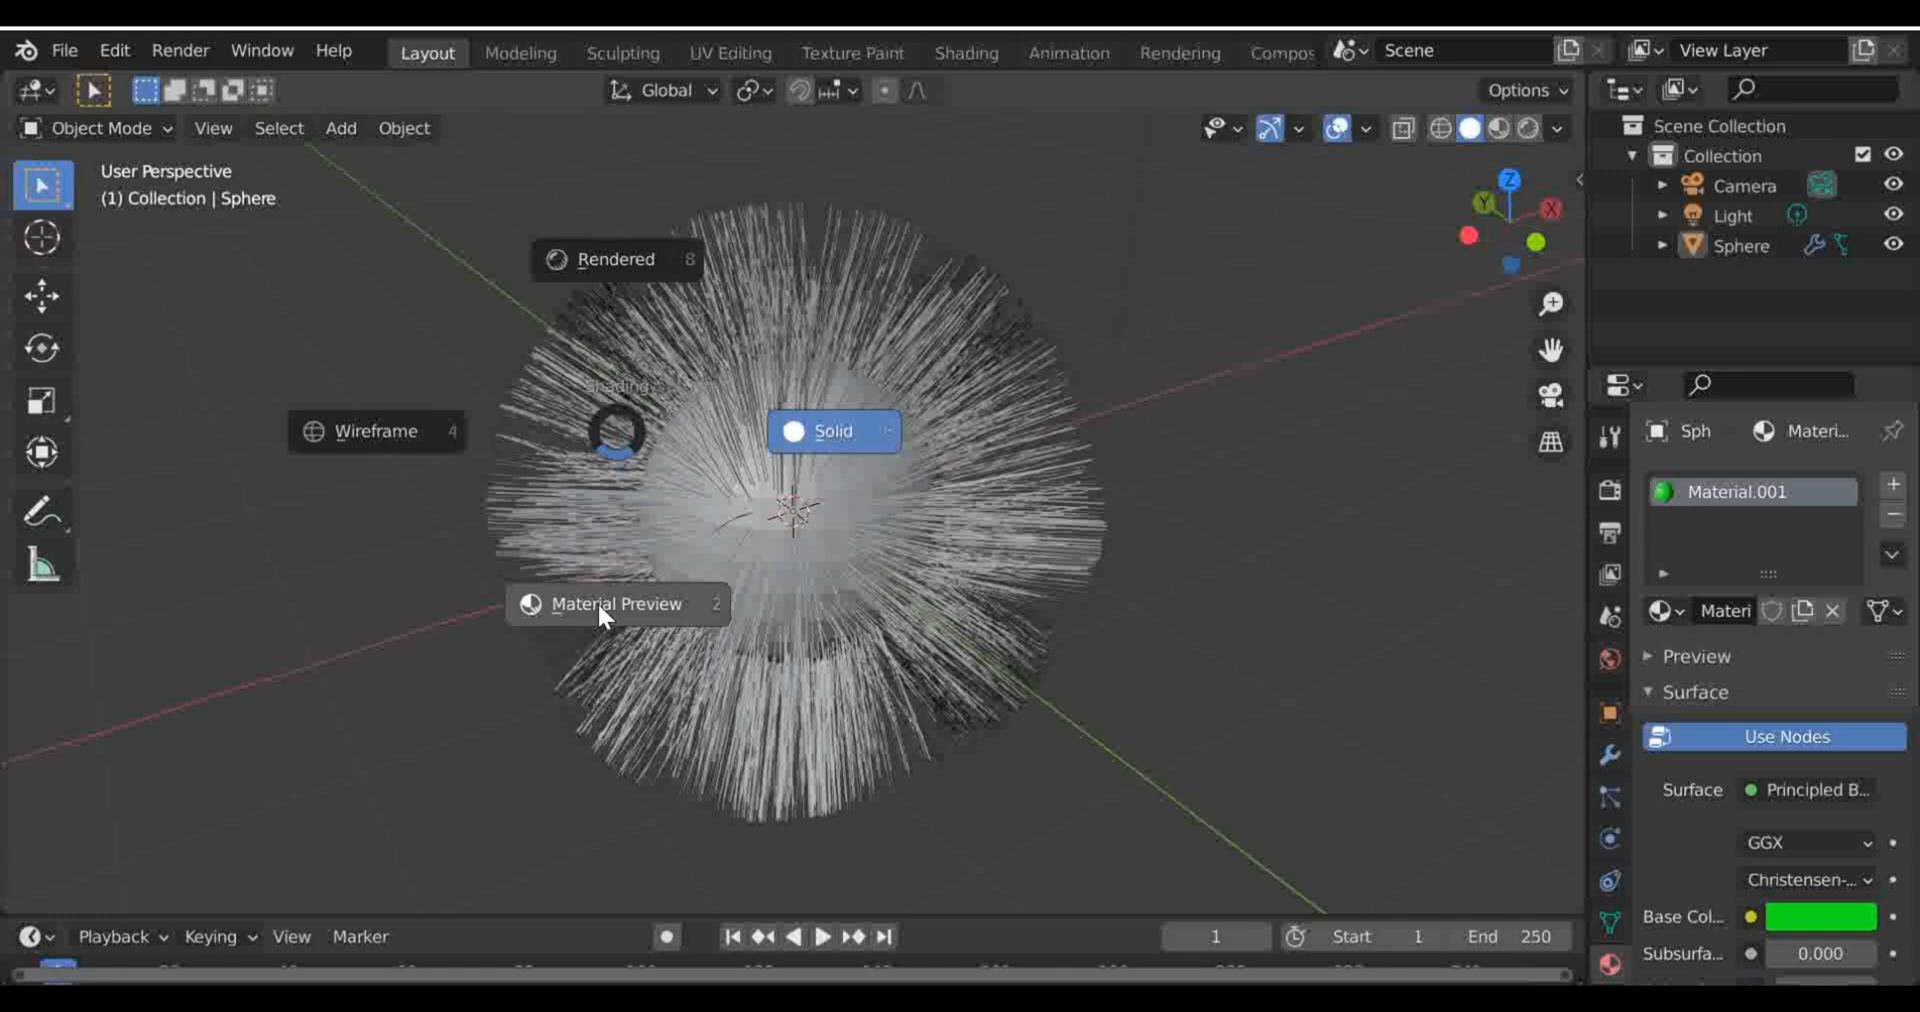 File Edit Render Window Help Layout Modeling Sculpting UV Editing Texture Paint Shading Animation Rendering Compos Scene View Layer
Global Options
Object Mode View Select Add Object
User Perspective
(1) Collection | Sphere
Z
Y
X
Rendered 8
Shading
Wireframe 4
Solid
Material Preview 2
Scene Collection
Collection
Camera
Light
Sphere
Sph Materi...
Material.001
Materi
Preview
Surface
Use Nodes
Surface Principled B...
GGX
Christensen-...
Base Col...
Subsurfa... 0.000
Playback Keying View Marker 1 Start 1 End 250